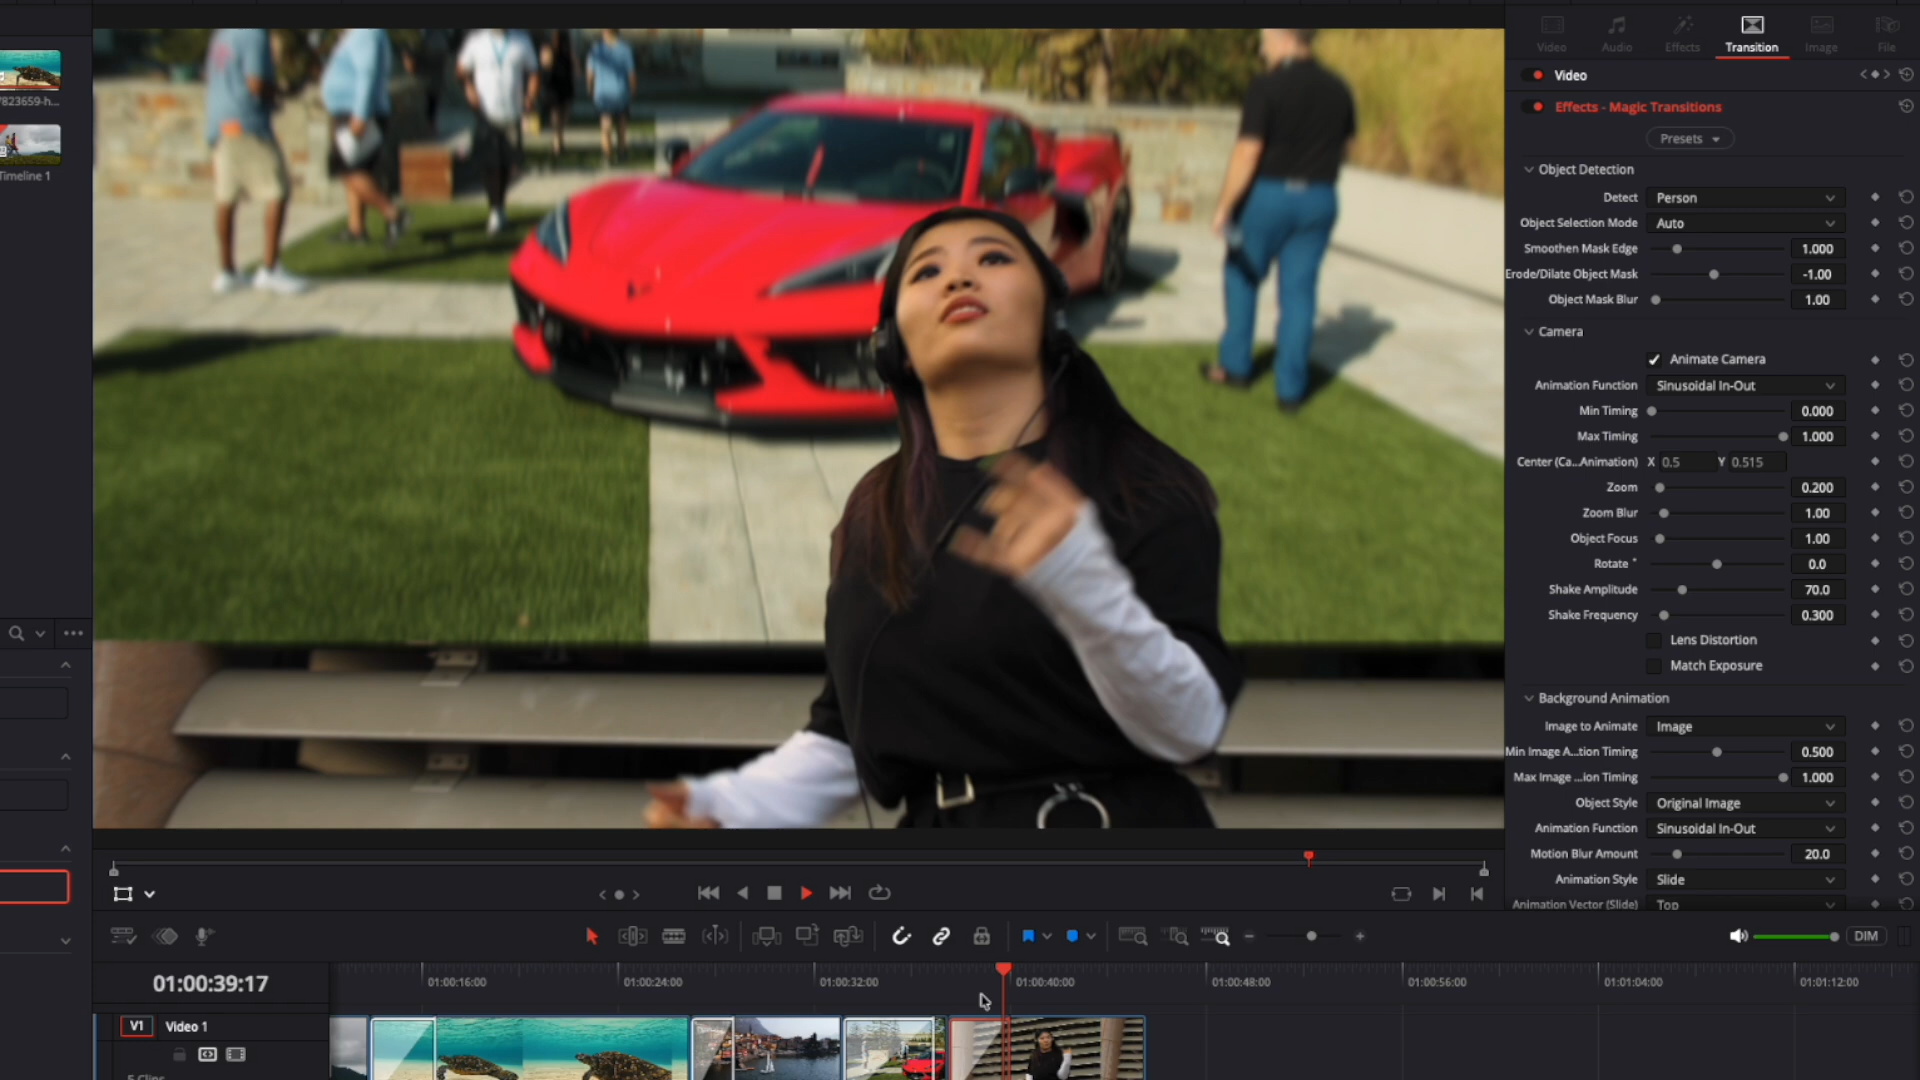 Video
Audio
Effects
Transition
Image
File
Video
Effects - Magic Transitions
Presets
Object Detection
Detect Person
Object Selection Mode Auto
Smoothen Mask Edge 1.000
Erode/Dilate Object Mask -1.00
Object Mask Blur 1.00
Camera
Animate Camera
Animation Function Sinusoidal In-Out
Min Timing 0.000
Max Timing 1.000
Center (Ca...Animation) X 0.5 Y 0.515
Zoom 0.200
Zoom Blur 1.00
Object Focus 1.00
Rotate ° 0.0
Shake Amplitude 70.0
Shake Frequency 0.300
Lens Distortion
Match Exposure
Background Animation
Image to Animate Image
Min Image A...tion Timing 0.500
Max Image ...ion Timing 1.000
Object Style Original Image
Animation Function Sinusoidal In-Out
Motion Blur Amount 20.0
Animation Style Slide
Animation Vector (Slide) Top
7823659-h...
Timeline 1
DIM
01:00:39:17
01:00:16:00
01:00:24:00
01:00:32:00
01:00:40:00
01:00:48:00
01:00:56:00
01:01:04:00
01:01:12:00
V1 Video 1
5 Clips